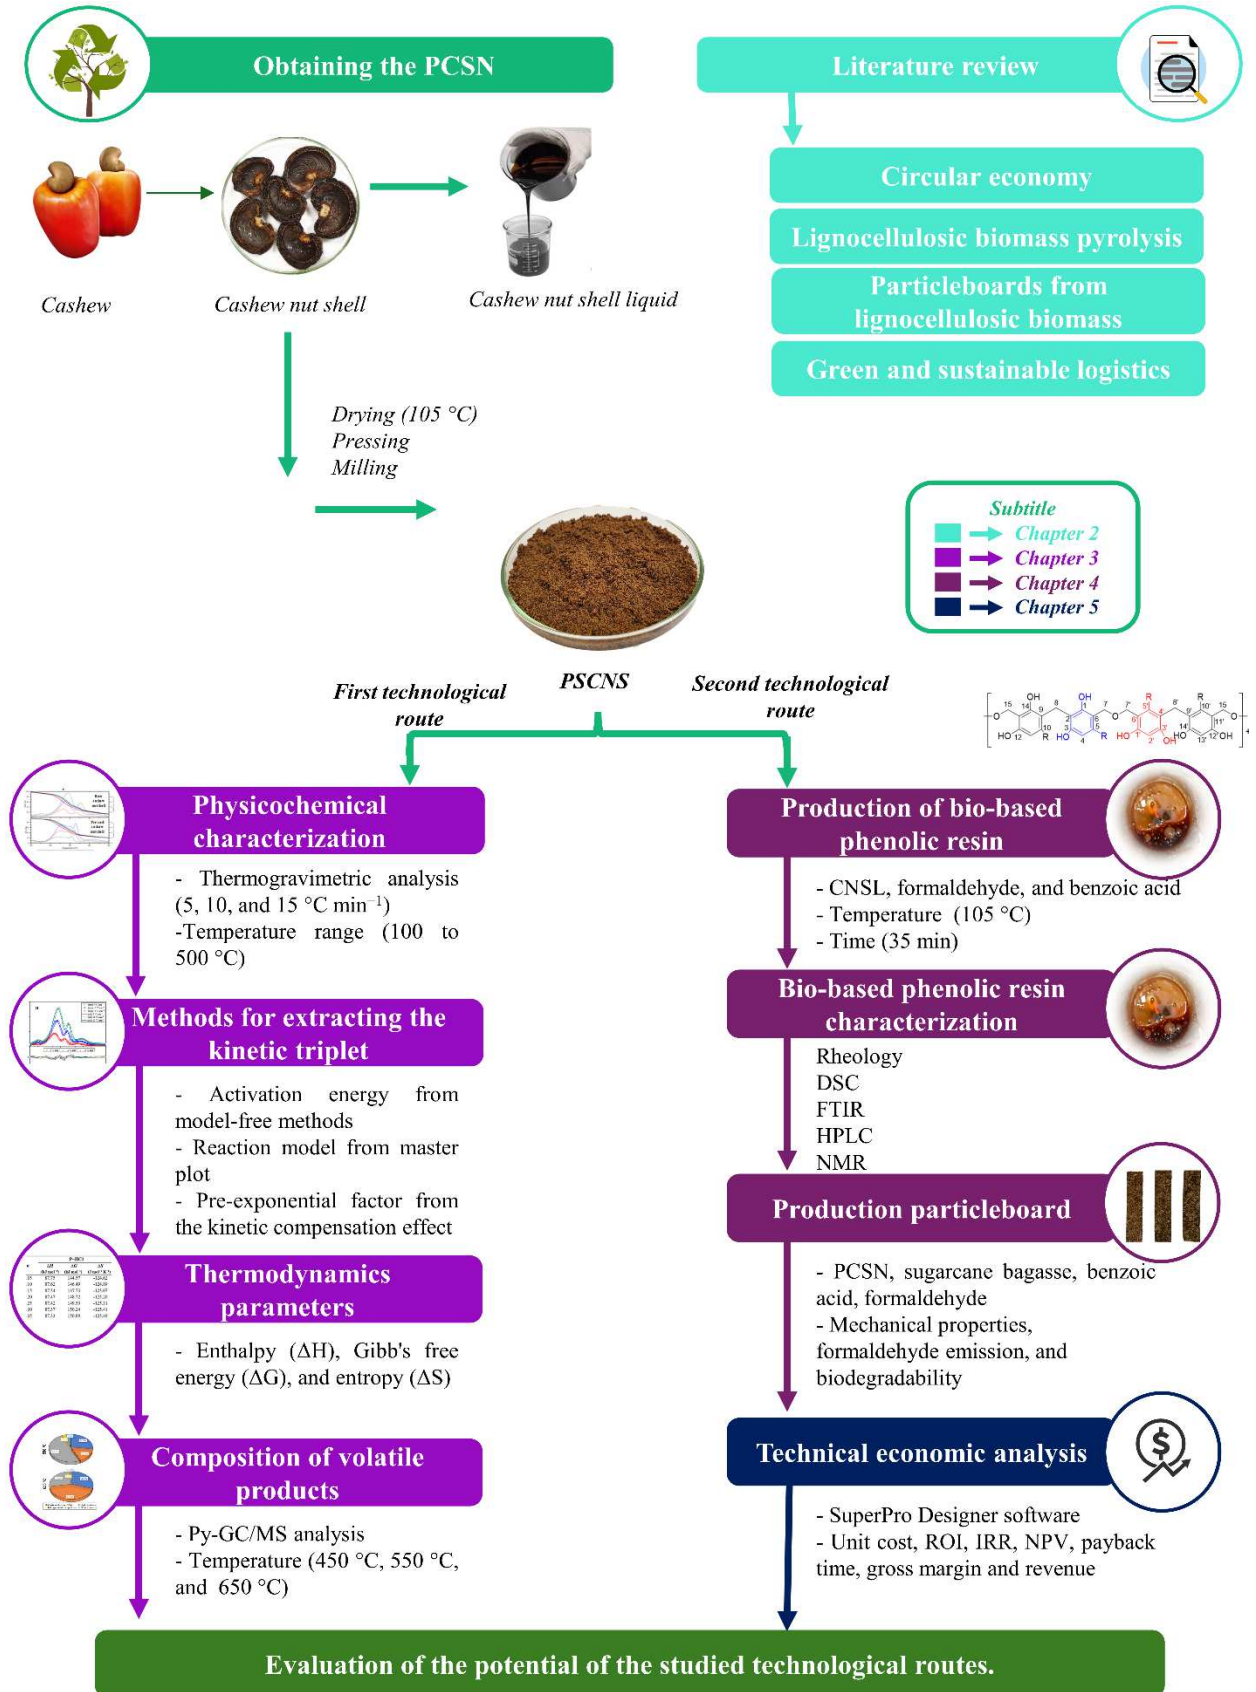 Obtaining the PCSN
Literature review
Cashew
Cashew nut shell
Cashew nut shell liquid
Circular economy
Lignocellulosic biomass pyrolysis
Particleboards from
lignocellulosic biomass
Green and sustainable logistics
Drying (105 °C)
Pressing
Milling
Subtitle
Chapter 2
Chapter 3
Chapter 4
Chapter 5
PSCNS
First technological
route
Second technological
route
Physicochemical
characterization
- Thermogravimetric analysis
(5, 10, and 15 °C min⁻¹)
-Temperature range (100 to
500 °C)
Methods for extracting the
kinetic triplet
- Activation energy from
model-free methods
- Reaction model from master
plot
- Pre-exponential factor from
the kinetic compensation effect
Thermodynamics
parameters
- Enthalpy (ΔH), Gibb's free
energy (ΔG), and entropy (ΔS)
Composition of volatile
products
- Py-GC/MS analysis
- Temperature (450 °C, 550 °C,
and 650 °C)
Production of bio-based
phenolic resin
- CNSL, formaldehyde, and benzoic acid
- Temperature (105 °C)
- Time (35 min)
Bio-based phenolic resin
characterization
Rheology
DSC
FTIR
HPLC
NMR
Production particleboard
- PCSN, sugarcane bagasse, benzoic
acid, formaldehyde
- Mechanical properties,
formaldehyde emission, and
biodegradability
Technical economic analysis
- SuperPro Designer software
- Unit cost, ROI, IRR, NPV, payback
time, gross margin and revenue
Evaluation of the potential of the studied technological routes.